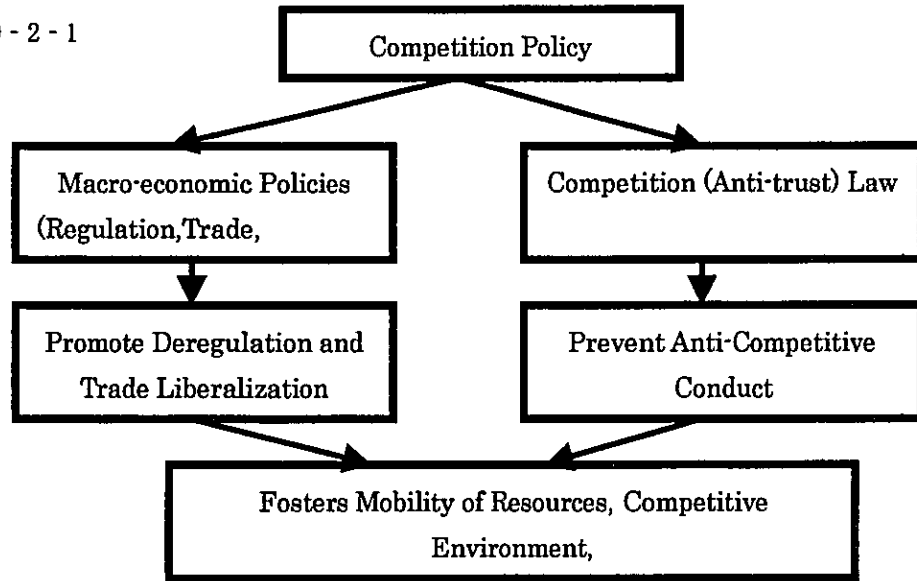 - 2 - 1
Competition Policy
Macro-economic Policies
(Regulation,Trade,
Competition (Anti-trust) Law
Promote Deregulation and
Trade Liberalization
Prevent Anti-Competitive
Conduct
Fosters Mobility of Resources, Competitive
Environment,